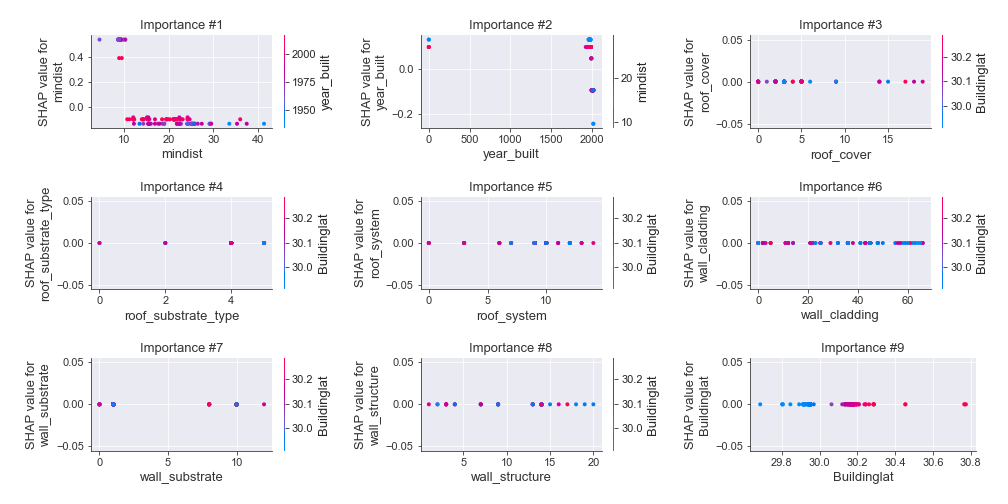 Importance #1
SHAP value for
mindist
0.4
0.2
0.0
10
20
30
40
mindist
2000
1975
1950
year_built
Importance #2
SHAP value for
year_built
0.0
−0.2
0
500
1000
1500
2000
year_built
20
10
mindist
Importance #3
SHAP value for
roof_cover
0.05
0.00
−0.05
0
5
10
15
roof_cover
30.2
30.1
30.0
Buildinglat
Importance #4
SHAP value for
roof_substrate_type
0.05
0.00
−0.05
0
2
4
roof_substrate_type
30.2
30.1
30.0
Buildinglat
Importance #5
SHAP value for
roof_system
0.05
0.00
−0.05
0
5
10
roof_system
30.2
30.1
30.0
Buildinglat
Importance #6
SHAP value for
wall_cladding
0.05
0.00
−0.05
0
20
40
60
wall_cladding
30.2
30.1
30.0
Buildinglat
Importance #7
SHAP value for
wall_substrate
0.05
0.00
−0.05
0
5
10
wall_substrate
30.2
30.1
30.0
Buildinglat
Importance #8
SHAP value for
wall_structure
0.05
0.00
−0.05
5
10
15
20
wall_structure
30.2
30.1
30.0
Buildinglat
Importance #9
SHAP value for
Buildinglat
0.05
0.00
−0.05
29.8
30.0
30.2
30.4
30.6
30.8
Buildinglat